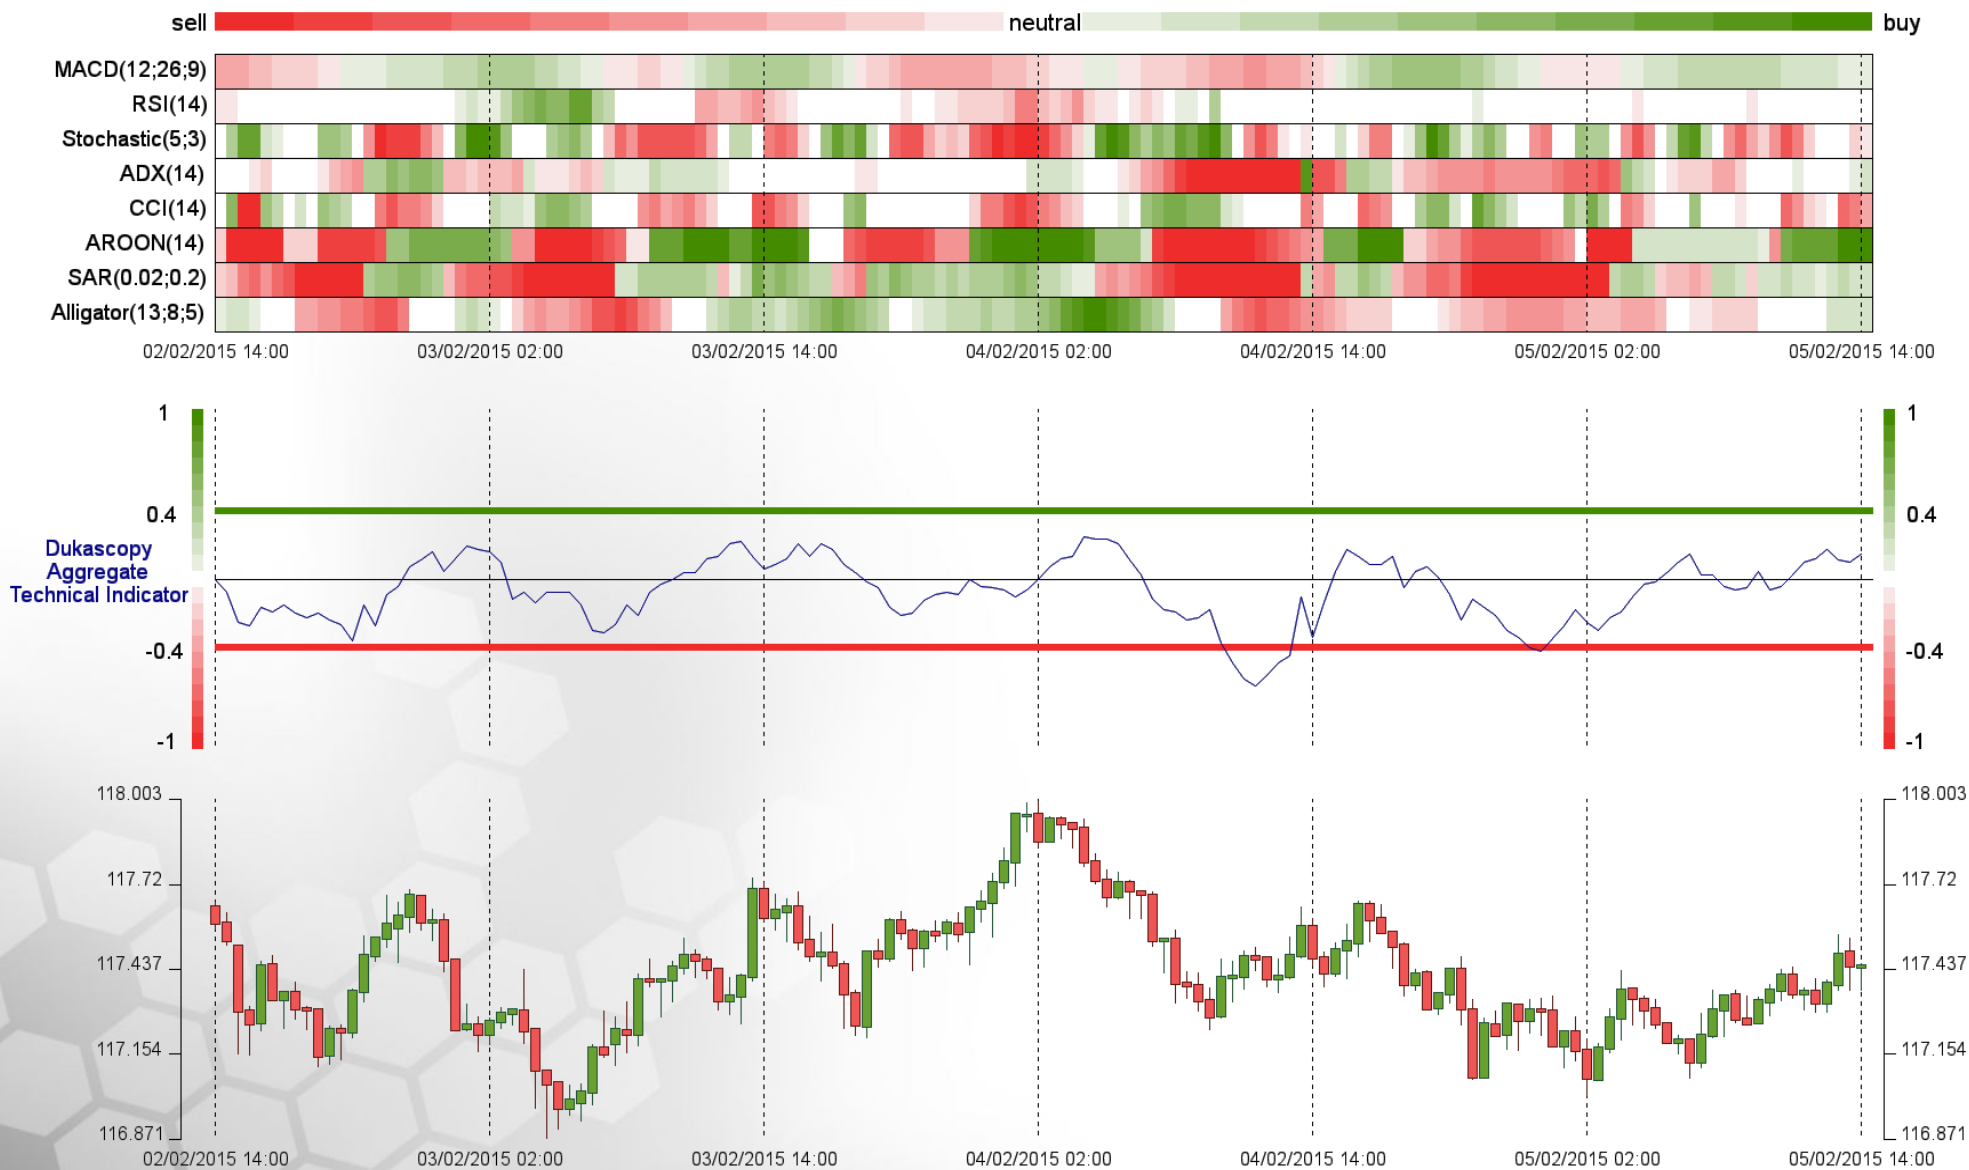 sell neutral buy
MACD(12;26;9)
RSI(14)
Stochastic(5;3)
ADX(14)
CCI(14)
AROON(14)
SAR(0.02;0.2)
Alligator(13;8;5)
02/02/2015 14:00 03/02/2015 02:00 03/02/2015 14:00 04/02/2015 02:00 04/02/2015 14:00 05/02/2015 02:00 05/02/2015 14:00
1 1
0.4 0.4
Dukascopy
Aggregate
Technical Indicator
-0.4 -0.4
-1 -1
118.003 118.003
117.72 117.72
117.437 117.437
117.154 117.154
116.871 116.871
02/02/2015 14:00 03/02/2015 02:00 03/02/2015 14:00 04/02/2015 02:00 04/02/2015 14:00 05/02/2015 02:00 05/02/2015 14:00